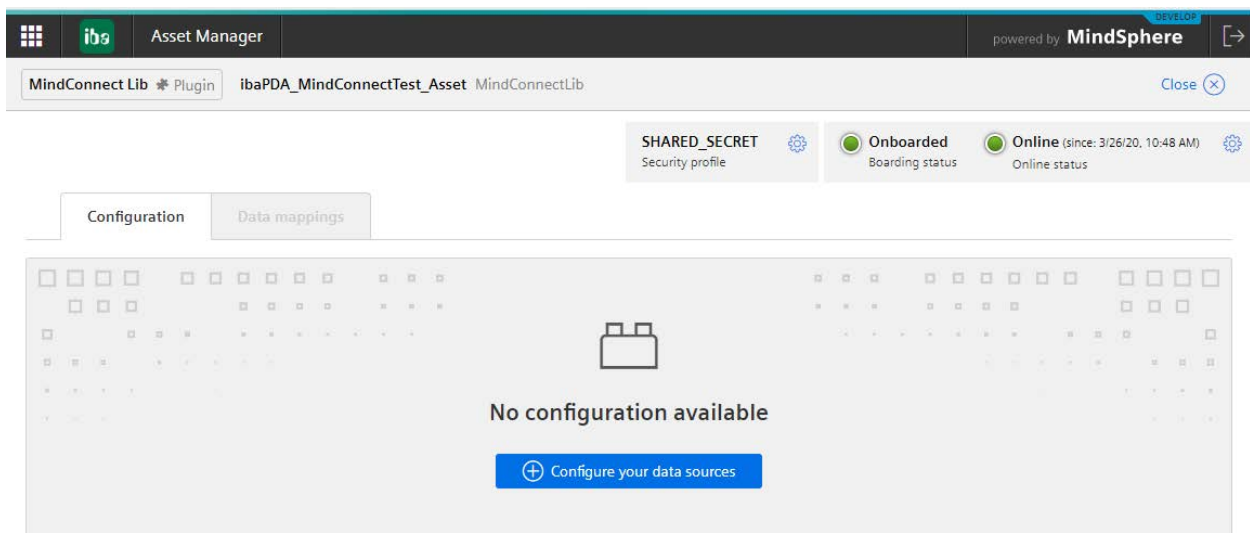 DEVELOP
iba Asset Manager powered by MindSphere
MindConnect Lib Plugin ibaPDA_MindConnectTest_Asset MindConnectLib Close
SHARED_SECRET Onboarded Online (since: 3/26/20, 10:48 AM)
Security profile Boarding status Online status
Configuration Data mappings
No configuration available
Configure your data sources